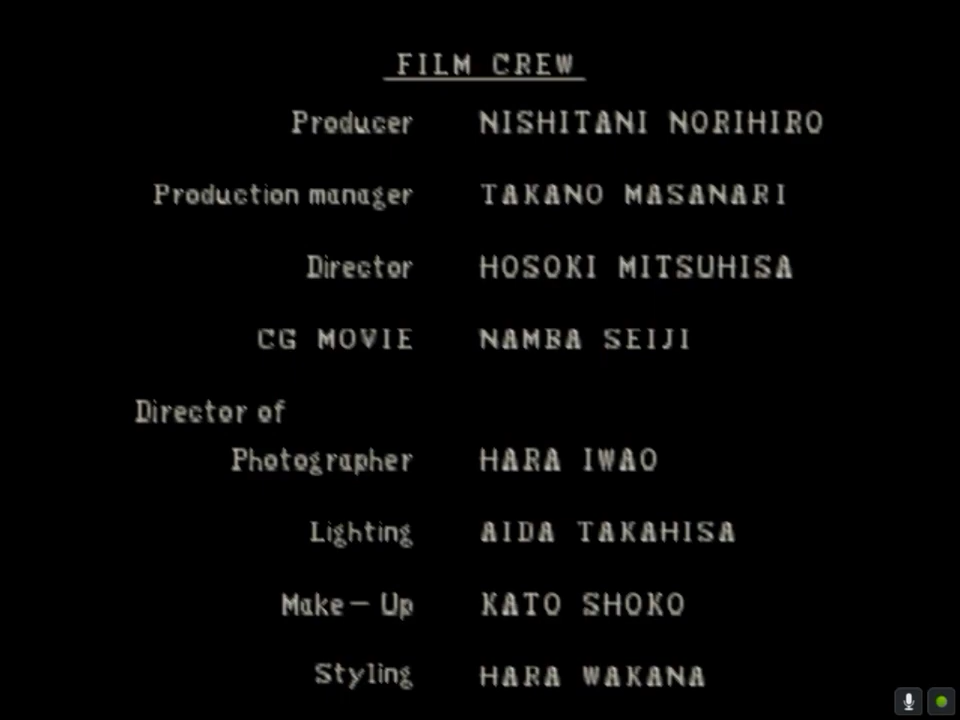 FILM CREW
Producer NISHITANI NORIHIRO
Production manager TAKANO MASANARI
Director HOSOKI MITSUHISA
CG MOVIE NAMBA SEIJI
Director of
Photographer HARA IWAO
Lighting AIDA TAKAHISA
Make－Up KATO SHOKO
Styling HARA WAKANA